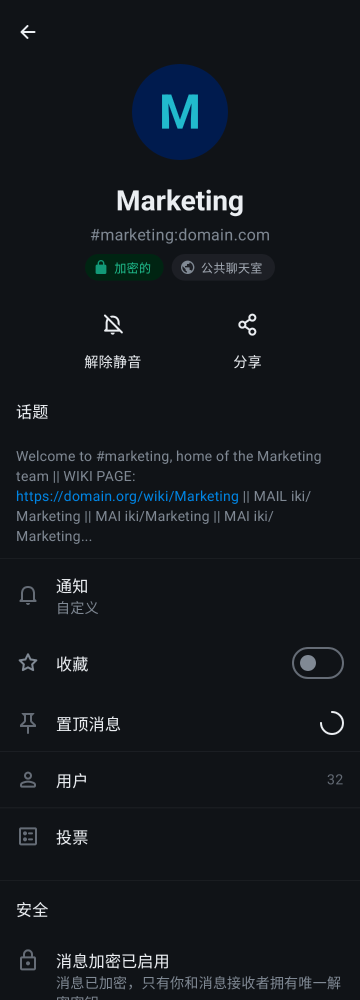 M
Marketing
#marketing:domain.com
加密的
公共聊天室
解除静音
分享
话题
Welcome to #marketing, home of the Marketing
team || WIKI PAGE:
https://domain.org/wiki/Marketing || MAIL iki/
Marketing || MAI iki/Marketing || MAI iki/
Marketing...
通知
自定义
收藏
置顶消息
用户
32
投票
安全
消息加密已启用
消息已加密，只有你和消息接收者拥有唯一解